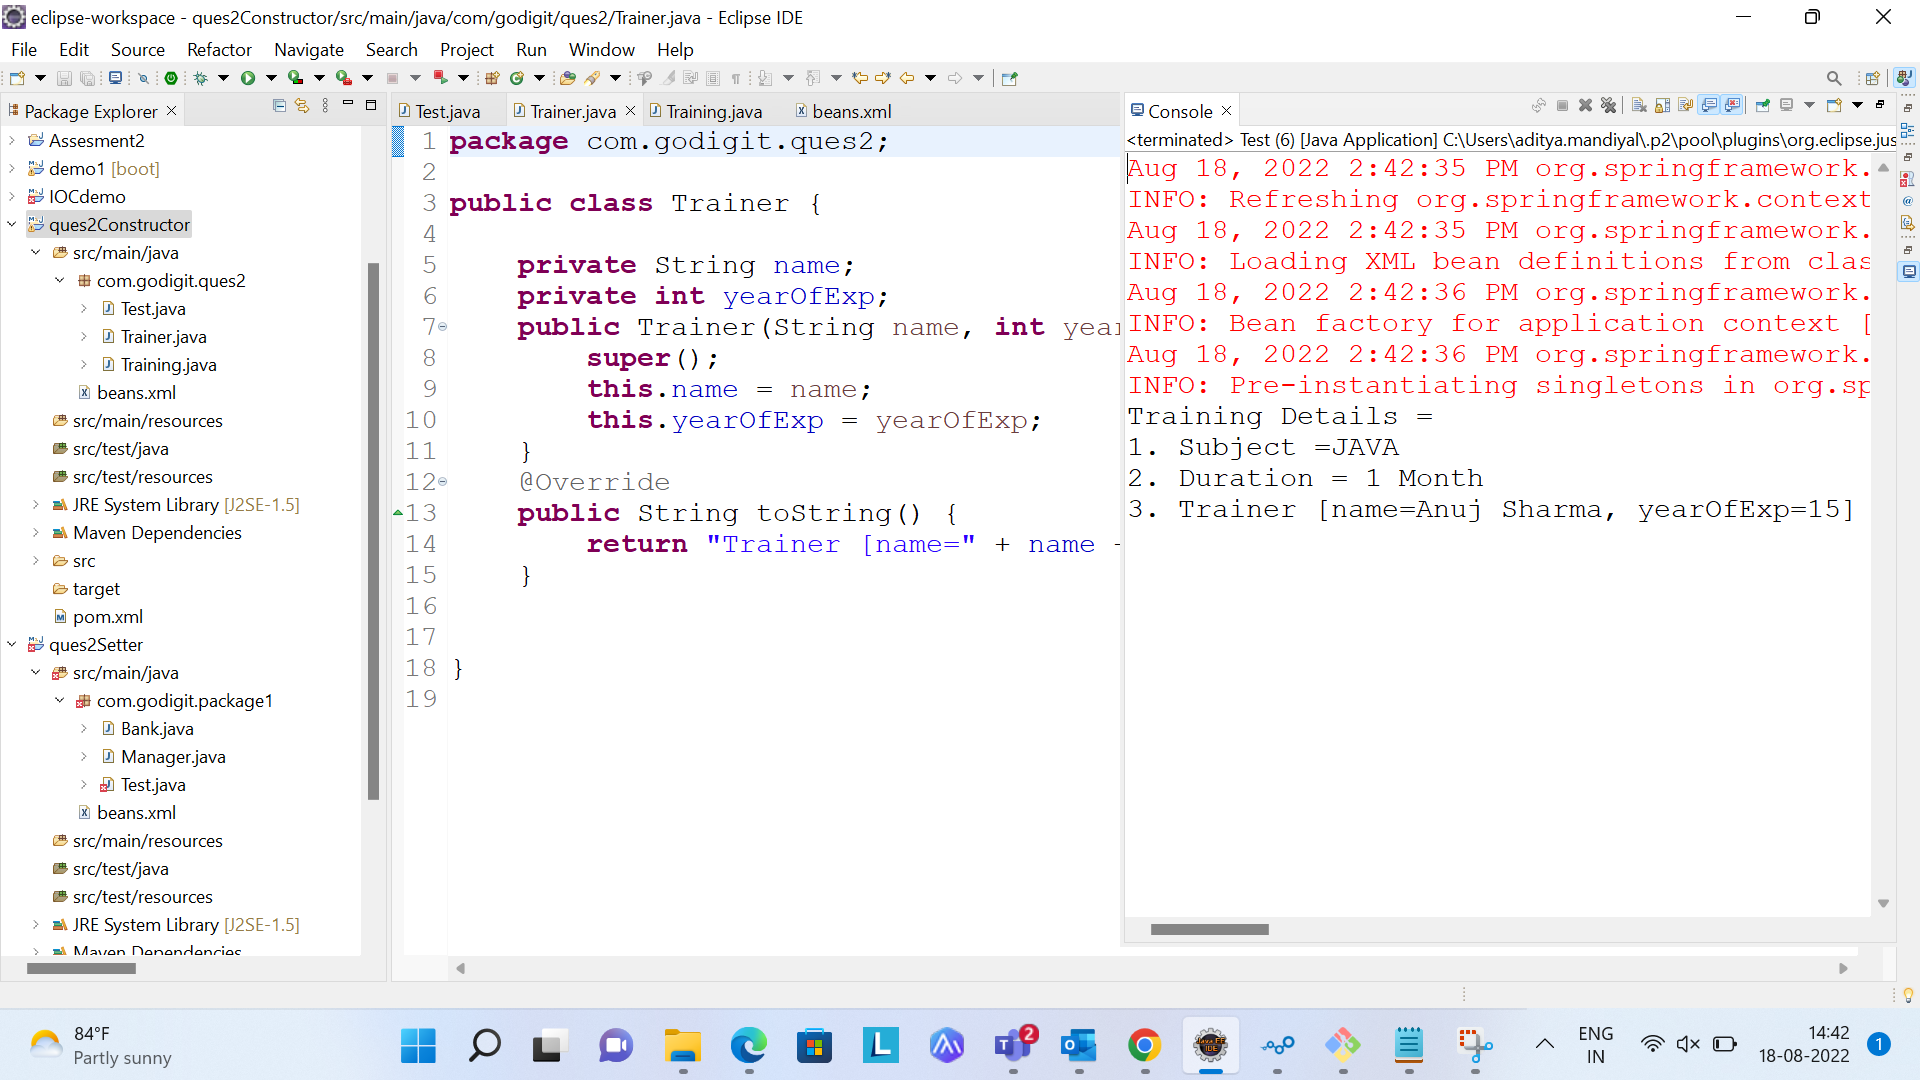 eclipse-workspace - ques2Constructor/src/main/java/com/godigit/ques2/Trainer.java - Eclipse IDE
File Edit Source Refactor Navigate Search Project Run Window Help
Package Explorer
Assesment2
demo1 [boot]
IOCdemo
ques2Constructor
src/main/java
com.godigit.ques2
Test.java
Trainer.java
Training.java
beans.xml
src/main/resources
src/test/java
src/test/resources
JRE System Library [J2SE-1.5]
Maven Dependencies
src
target
pom.xml
ques2Setter
src/main/java
com.godigit.package1
Bank.java
Manager.java
Test.java
beans.xml
src/main/resources
src/test/java
src/test/resources
JRE System Library [J2SE-1.5]
Maven Dependencies
Test.java Trainer.java Training.java beans.xml
1 package com.godigit.ques2;
2
3 public class Trainer {
4
5 private String name;
6 private int yearOfExp;
7 public Trainer(String name, int year
8 super();
9 this.name = name;
10 this.yearOfExp = yearOfExp;
11 }
12 @Override
13 public String toString() {
14 return "Trainer [name=" + name +
15 }
16
17
18 }
19
Console
<terminated> Test (6) [Java Application] C:\Users\aditya.mandiyal\.p2\pool\plugins\org.eclipse.jus
Aug 18, 2022 2:42:35 PM org.springframework.
INFO: Refreshing org.springframework.context
Aug 18, 2022 2:42:35 PM org.springframework.
INFO: Loading XML bean definitions from clas
Aug 18, 2022 2:42:36 PM org.springframework.
INFO: Bean factory for application context [
Aug 18, 2022 2:42:36 PM org.springframework.
INFO: Pre-instantiating singletons in org.sp
Training Details =
1. Subject =JAVA
2. Duration = 1 Month
3. Trainer [name=Anuj Sharma, yearOfExp=15]
84°F
Partly sunny
2
ENG
IN
14:42
18-08-2022
1